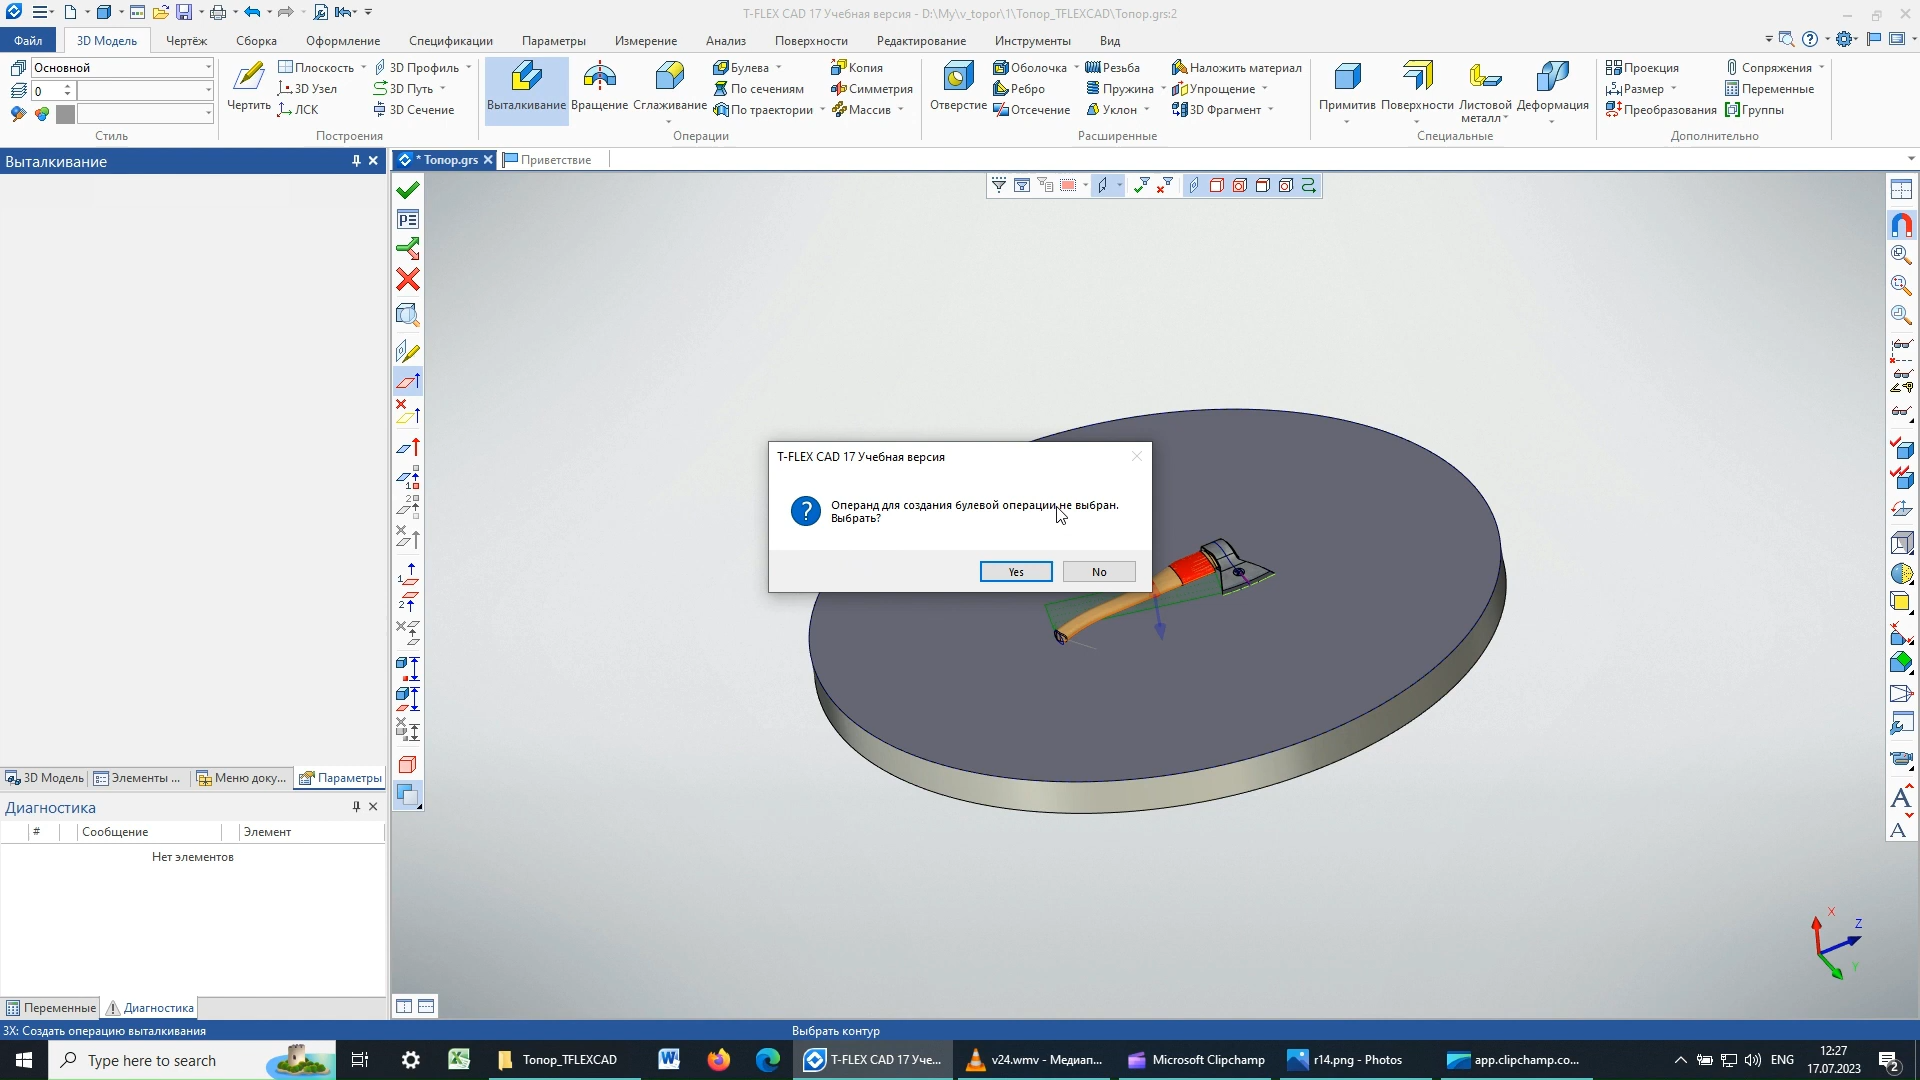 T-FLEX CAD 17 Учебная версия - D:\My\v_topor\1\Топор_TFLEXCAD\Топор.grs:2
Файл
3D Модель
Чертёж
Сборка
Оформление
Спецификации
Параметры
Измерение
Анализ
Поверхности
Редактирование
Инструменты
Вид
Основной
0
Стиль
Чертить
Плоскость
3D Узел
ЛСК
3D Профиль
3D Путь
3D Сечение
Построения
Выталкивание
Вращение
Сглаживание
Булева
По сечениям
По траектории
Копия
Симметрия
Массив
Операции
Отверстие
Оболочка
Ребро
Отсечение
Резьба
Пружина
Уклон
Наложить материал
Упрощение
3D Фрагмент
Расширенные
Примитив
Поверхности
Листовой
металл
Деформация
Специальные
Проекция
Размер
Преобразования
Сопряжения
Переменные
Группы
Дополнительно
Выталкивание
* Топор.grs
Приветствие
T-FLEX CAD 17 Учебная версия
Операнд для создания булевой операции не выбран.
Выбрать?
Yes
No
3D Модель
Элементы ...
Меню доку...
Параметры
Диагностика
#
Сообщение
Элемент
Нет элементов
X
Z
Y
Переменные
Диагностика
3X: Создать операцию выталкивания
Выбрать контур
Type here to search
Топор_TFLEXCAD
T-FLEX CAD 17 Уче...
v24.wmv - Медиап...
Microsoft Clipchamp
r14.png - Photos
app.clipchamp.co...
ENG
12:27
17.07.2023
2